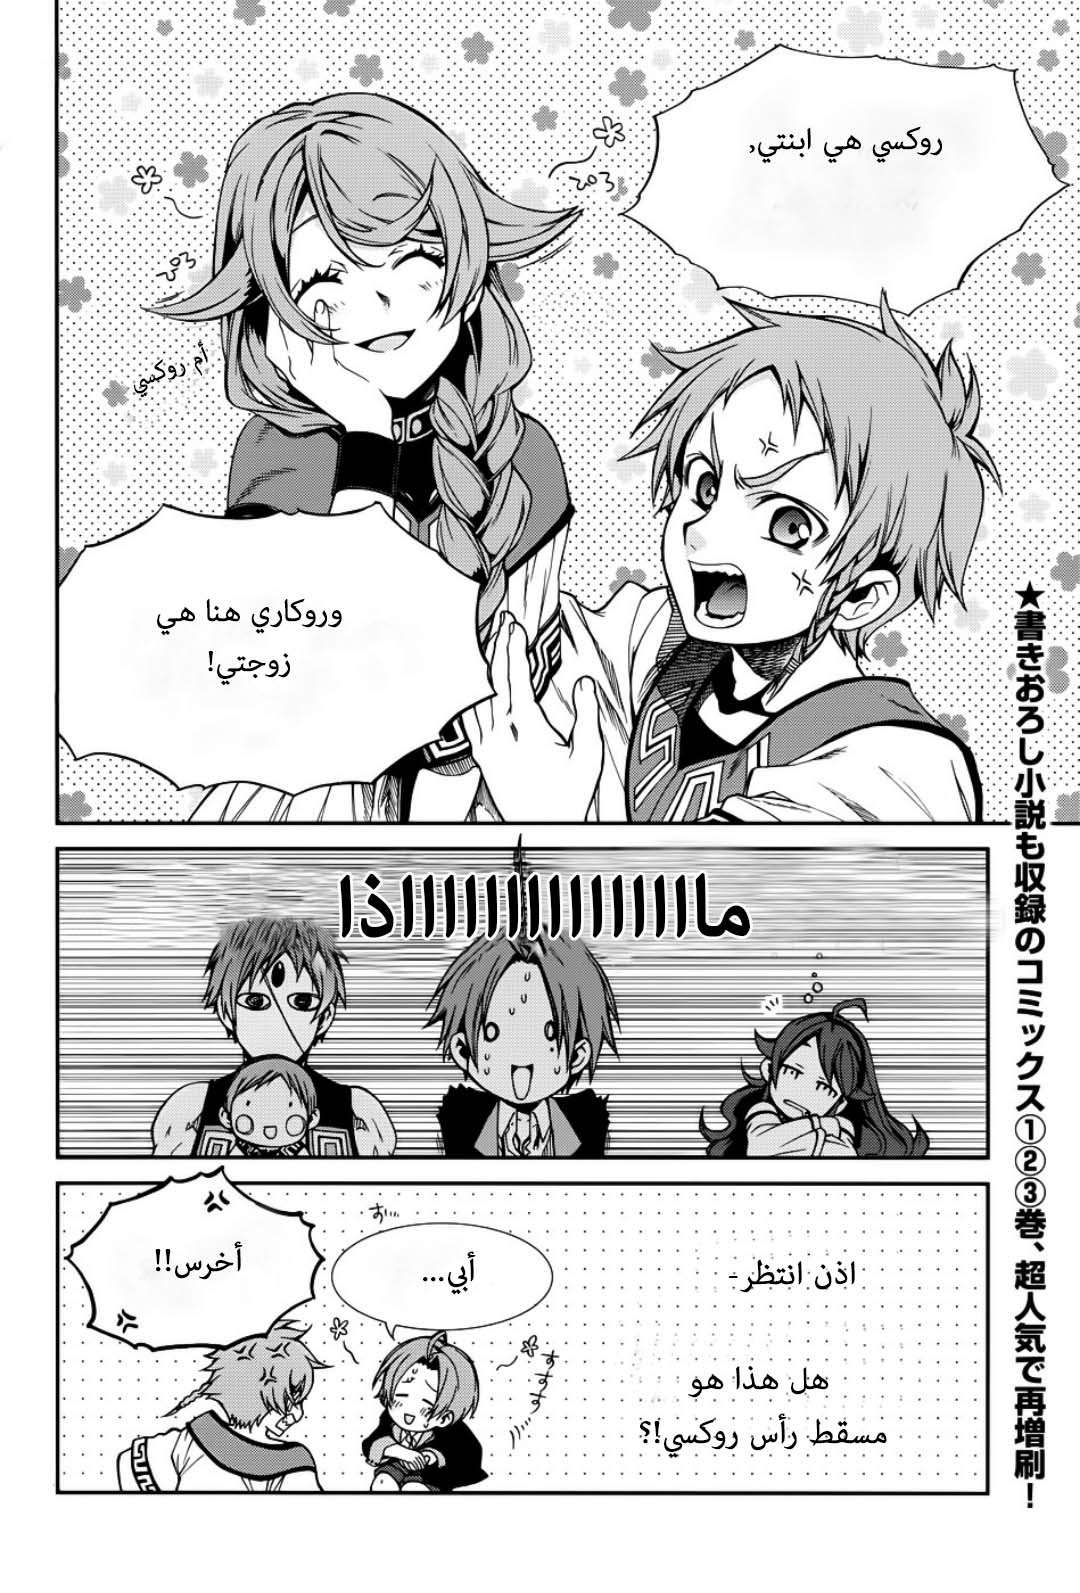 روكسي هي ابنتي,
أم روكسي
وروكاري هنا هي
زوجتي!
★書きおろし小説も収録のコミックス①②③巻、超人気で再増刷！
مااااااااااااااااذا
اذن انتظر-
هل هذا هو
مسقط رأس روكسي!؟
أبي...
أخرس!!